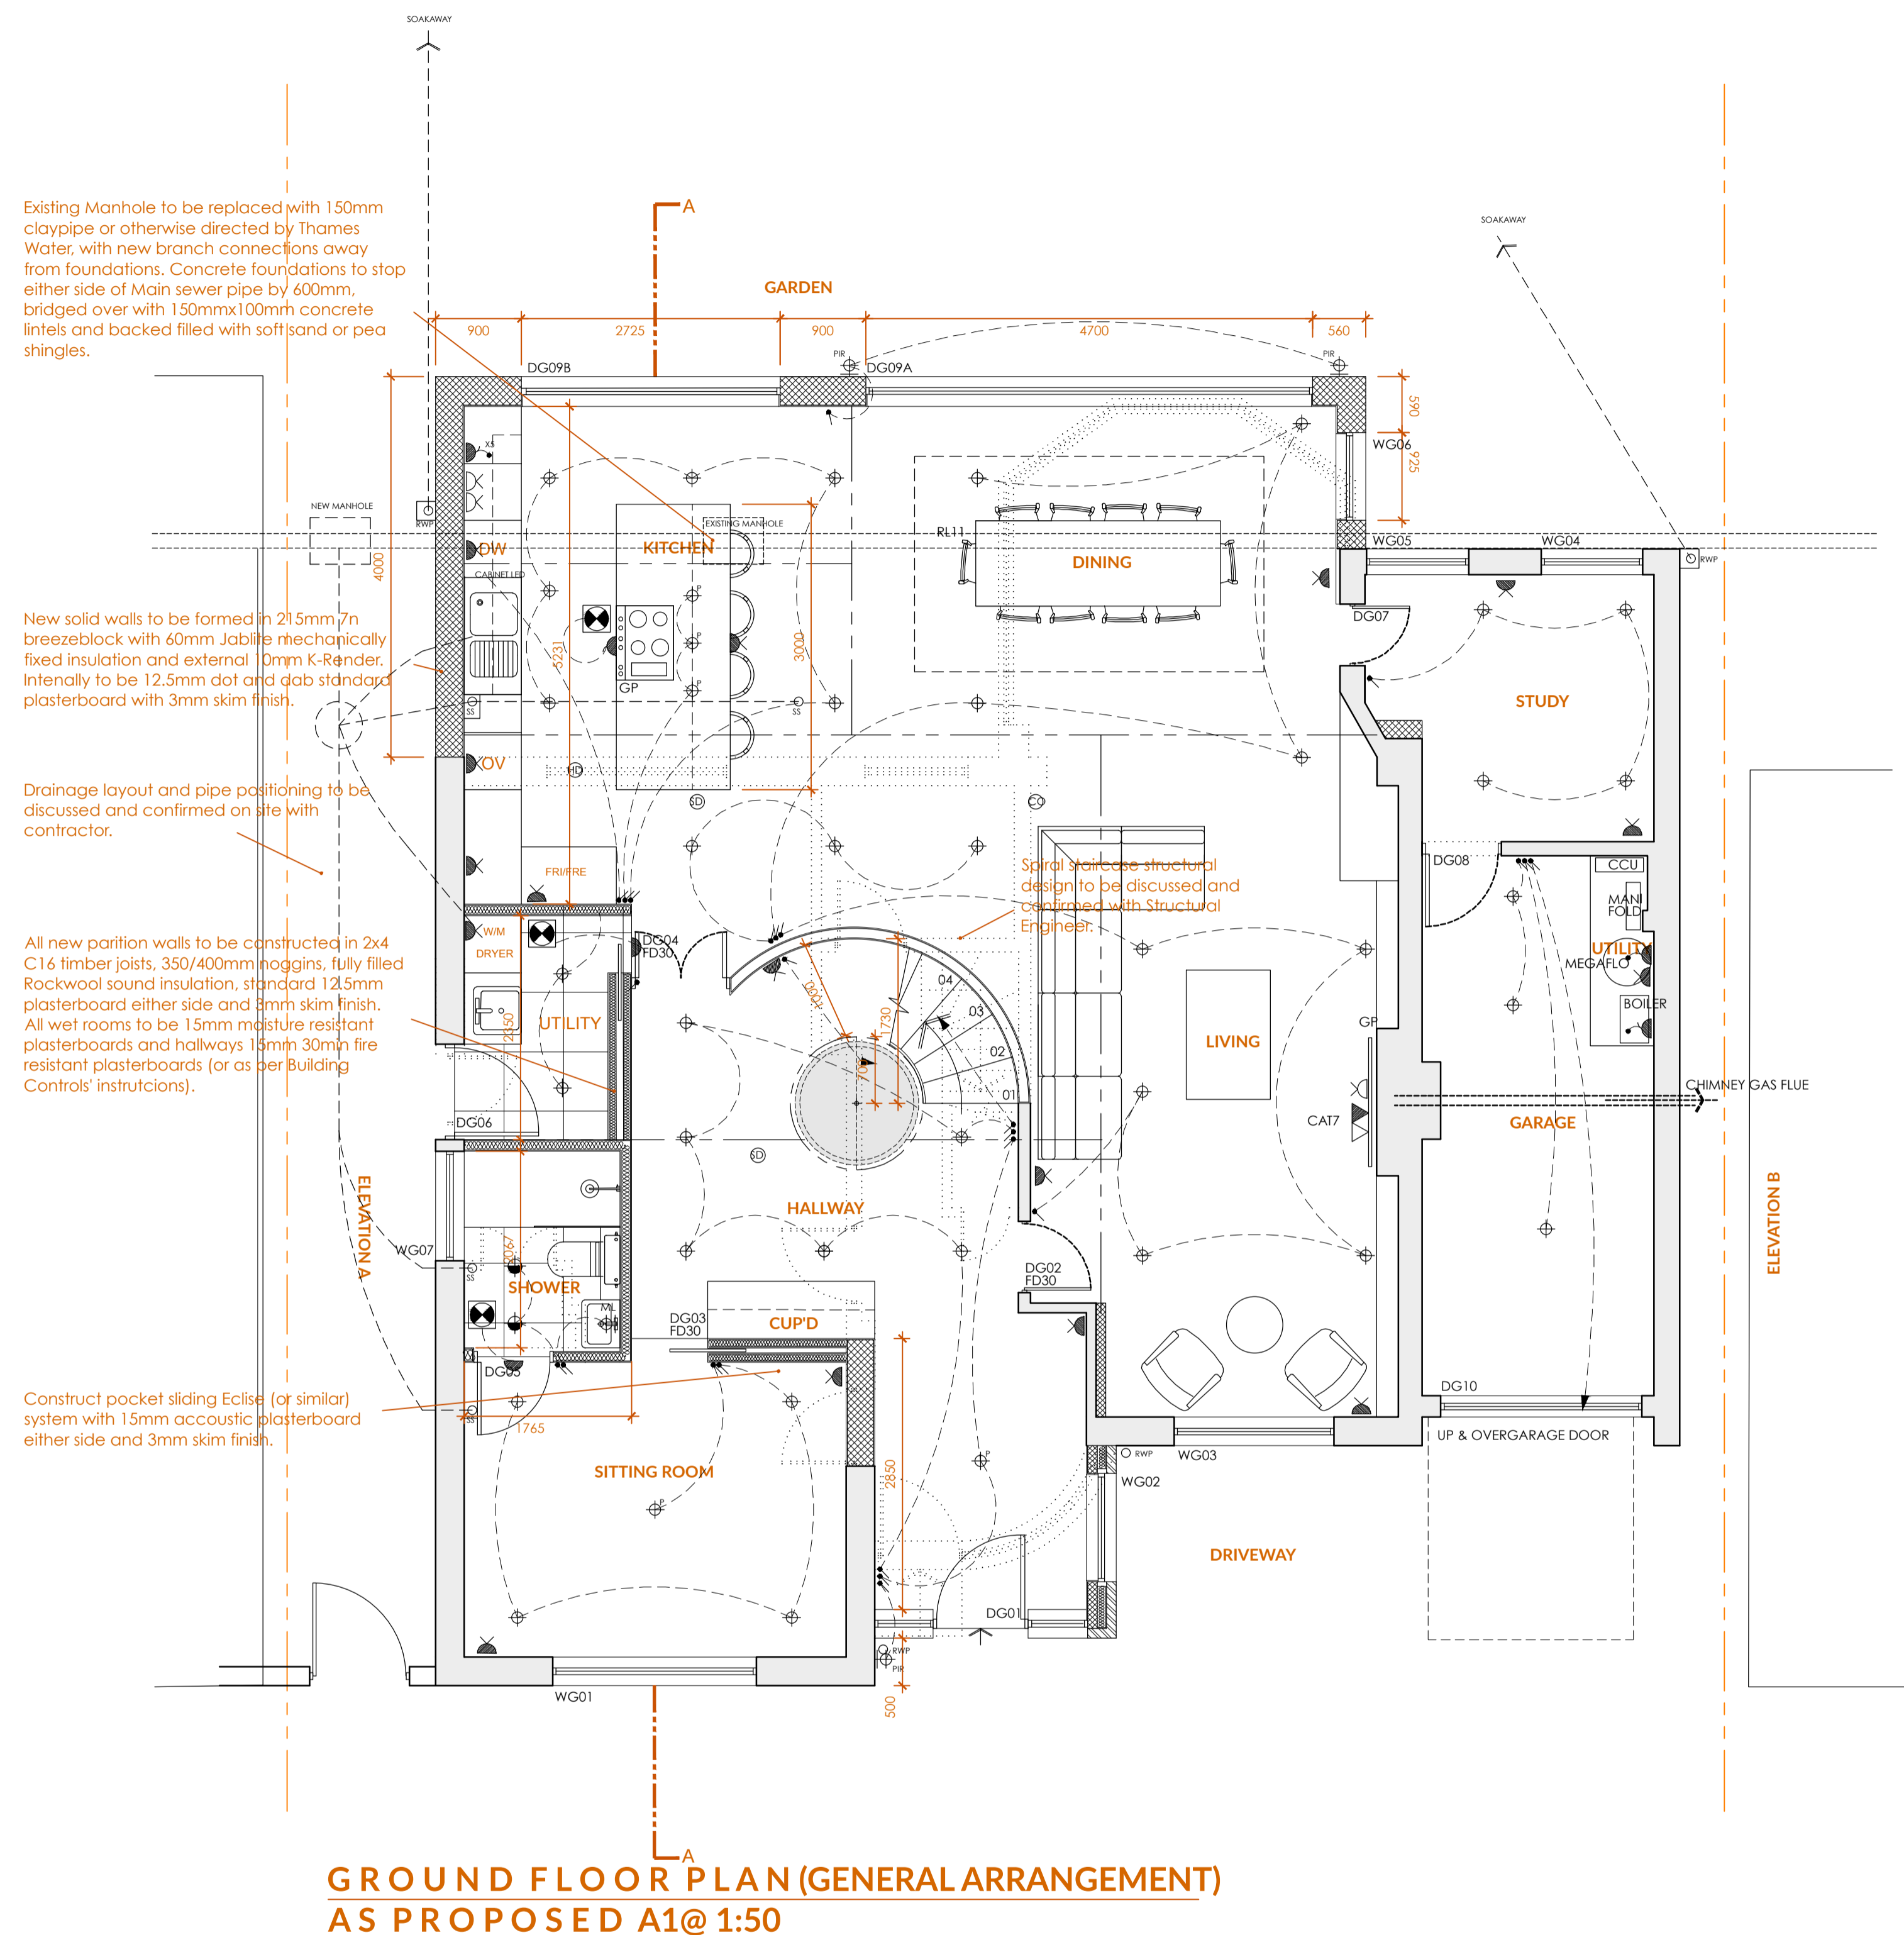 SOAKAWAY
SOAKAWAY
A
GARDEN
Existing Manhole to be replaced with 150mm
claypipe or otherwise directed by Thames
Water, with new branch connections away
from foundations. Concrete foundations to stop
either side of Main sewer pipe by 600mm,
bridged over with 150mmx100mm concrete
lintels and backed filled with soft sand or pea
shingles.
900
2725
900
4700
560
PIR
PIR
DG09B
DG09A
590
WG06
925
XS
NEW MANHOLE
RWP
EXISTING MANHOLE
RL11
WG05
WG04
DW
KITCHEN
DINING
RWP
4000
CABINET LED
P
DG07
New solid walls to be formed in 215mm 7n
breezeblock with 60mm Jablite mechanically
fixed insulation and external 10mm K-Render.
Intenally to be 12.5mm dot and dab standard
plasterboard with 3mm skim finish.
5231
3000
P
GP
P
STUDY
SS
SS
OV
HD
SD
CO
Drainage layout and pipe positioning to be
discussed and confirmed on site with
contractor.
FRI/FRE
Spiral staircase structural
design to be discussed and
confirmed with Structural
Engineer.
DG08
CCU
MANI
FOLD
UTILITY
MEGAFLO
BOILER
All new parition walls to be constructed in 2x4
C16 timber joists, 350/400mm noggins, fully filled
Rockwool sound insulation, standard 12.5mm
plasterboard either side and 3mm skim finish.
All wet rooms to be 15mm moisture resistant
plasterboards and hallways 15mm 30min fire
resistant plasterboards (or as per Building
Controls' instrutcions).
W/M
DRYER
DG04
FD30
UTILITY
2350
1000
1730
700
04
03
02
01
GP
LIVING
CHIMNEY GAS FLUE
CAT7
GARAGE
DG06
SD
ELEVATION A
ELEVATION B
HALLWAY
WG07
2067
SS
SHOWER
ML
DG02
FD30
DG03
FD30
CUP'D
DG05
DG10
Construct pocket sliding Eclise (or similar)
system with 15mm accoustic plasterboard
either side and 3mm skim finish.
SS
1765
UP & OVERGARAGE DOOR
RWP
WG03
P
WG02
SITTING ROOM
2850
P
DRIVEWAY
DG01
RWP
PIR
WG01
500
A
GROUND FLOOR PLAN (GENERAL ARRANGEMENT)
AS PROPOSED A1@ 1:50